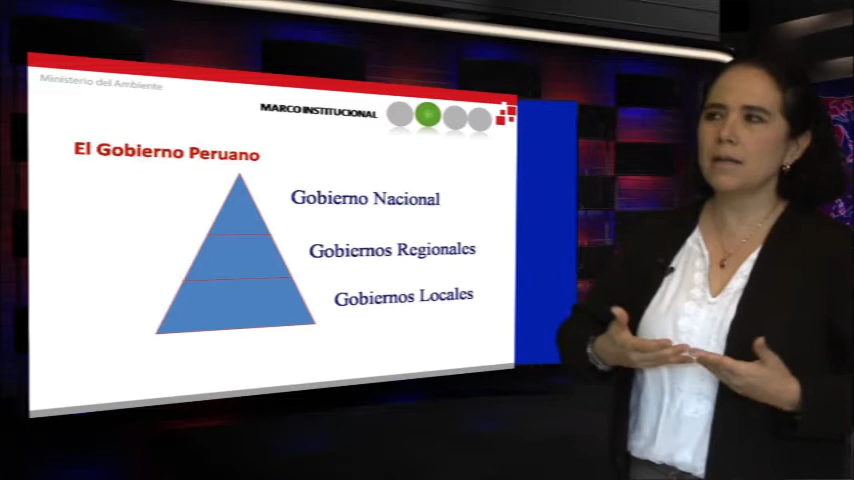 Ministerio del Ambiente
MARCO INSTITUCIONAL
El Gobierno Peruano
Gobierno Nacional
Gobiernos Regionales
Gobiernos Locales